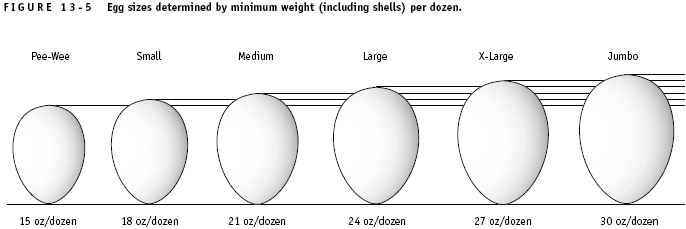 FIGURE 13-5 Egg sizes determined by minimum weight (including shells) per dozen.
Pee-Wee Small Medium Large X-Large Jumbo
15 oz/dozen 18 oz/dozen 21 oz/dozen 24 oz/dozen 27 oz/dozen 30 oz/dozen